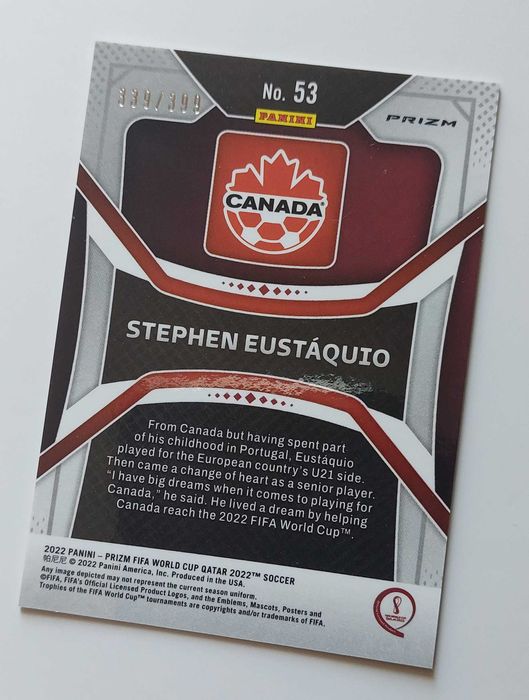 339/399
No. 53
PANINI
PRIZM
CANADA
STEPHEN EUSTÁQUIO
From Canada but having spent part
of his childhood in Portugal, Eustáquio
played for the European country's U21 side.
Then came a change of heart as a senior player.
"I have big dreams when it comes to playing for
Canada," he said. He lived a dream by helping
Canada reach the 2022 FIFA World Cup™.
2022 PANINI – PRIZM FIFA WORLD CUP QATAR 2022™ SOCCER
帕尼尼 © 2022 Panini America, Inc. Produced in the USA.
Any image depicted may not represent the current season uniform.
©FIFA, FIFA's Official Licensed Product Logos, and the Emblems, Mascots, Posters and
Trophies of the FIFA World Cup™ tournaments are copyrights and/or trademarks of FIFA.